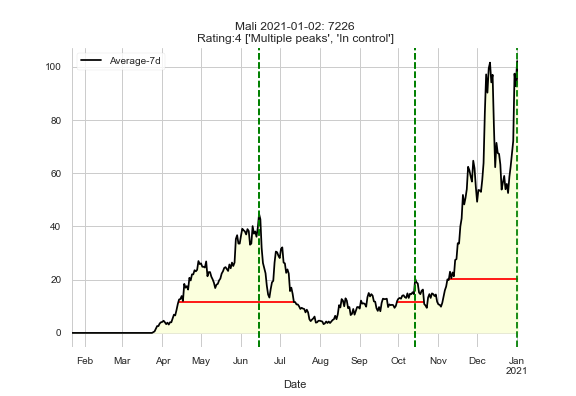 Mali 2021-01-02: 7226
Rating:4 ['Multiple peaks', 'In control']
Average-7d
100
80
60
40
20
0
Feb Mar Apr May Jun Jul Aug Sep Oct Nov Dec Jan
2021
Date